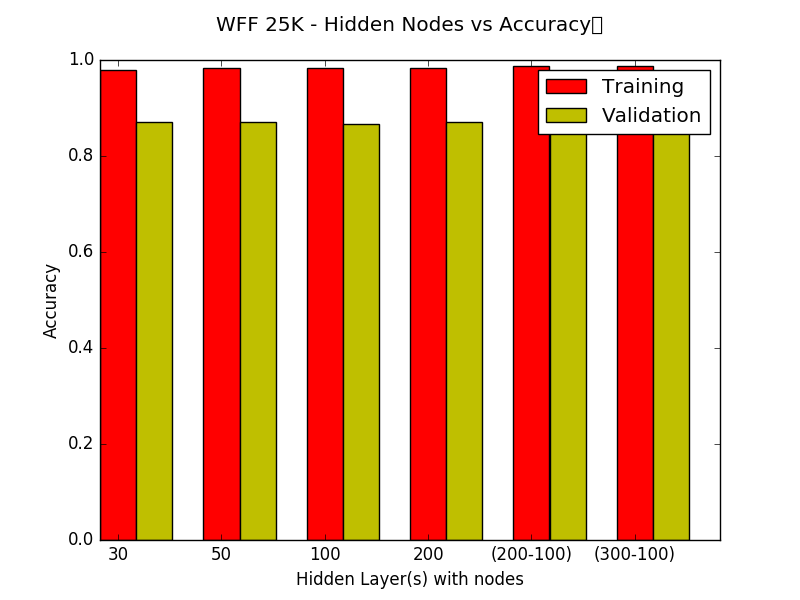 WFF 25K - Hidden Nodes vs Accuracy
1.0
0.8
0.6
0.4
0.2
0.0
Accuracy
Training
Validation
30 50 100 200 (200-100) (300-100)
Hidden Layer(s) with nodes